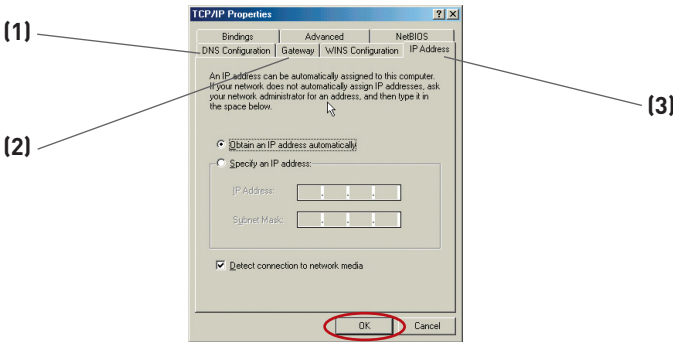 TCP/IP Properties
Bindings Advanced NetBIOS
DNS Configuration Gateway WINS Configuration IP Address
An IP address can be automatically assigned to this computer.
If your network does not automatically assign IP addresses, ask
your network administrator for an address, and then type it in
the space below.
Obtain an IP address automatically
Specify an IP address:
IP Address:
Subnet Mask:
Detect connection to network media
OK Cancel
(1)
(2)
(3)